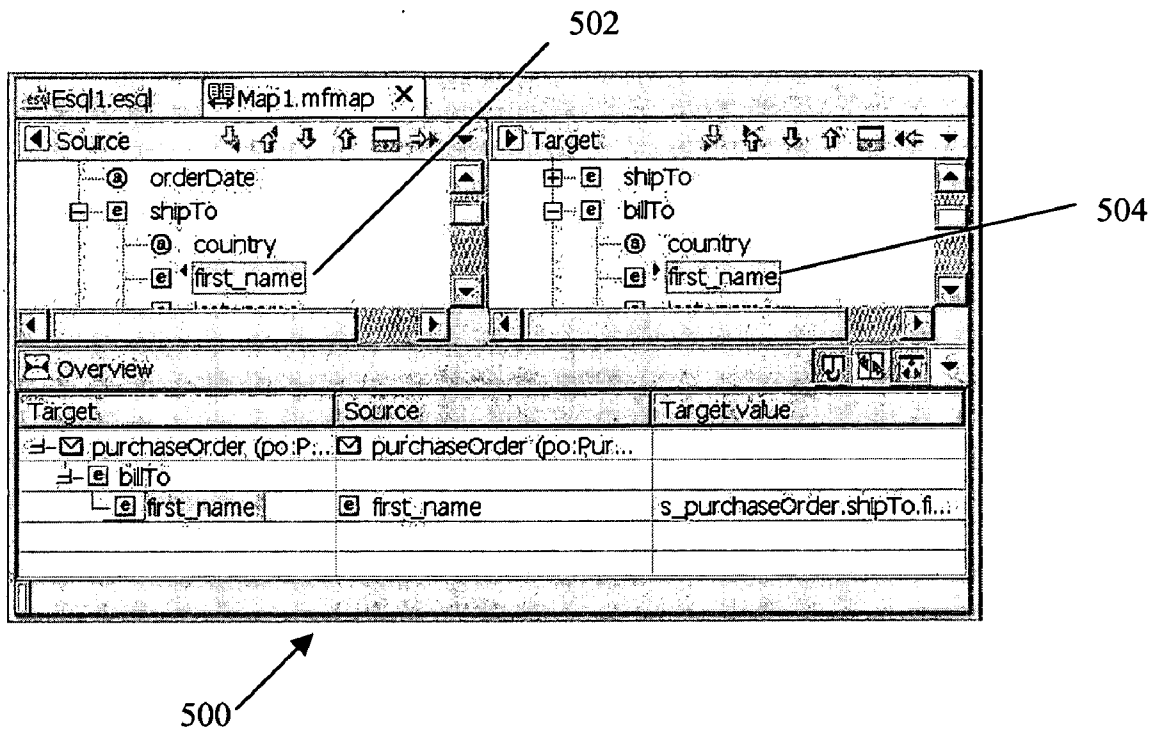 502
Esql1.esql Map1.mfmap
Source Target
orderDate shipTo
shipTo billTo
country country
first_name first_name
504
Overview
Target Source Target value
purchaseOrder (po:P... purchaseOrder (po:Pur...
billTo
first_name first_name s_purchaseOrder.shipTo.fi...
500